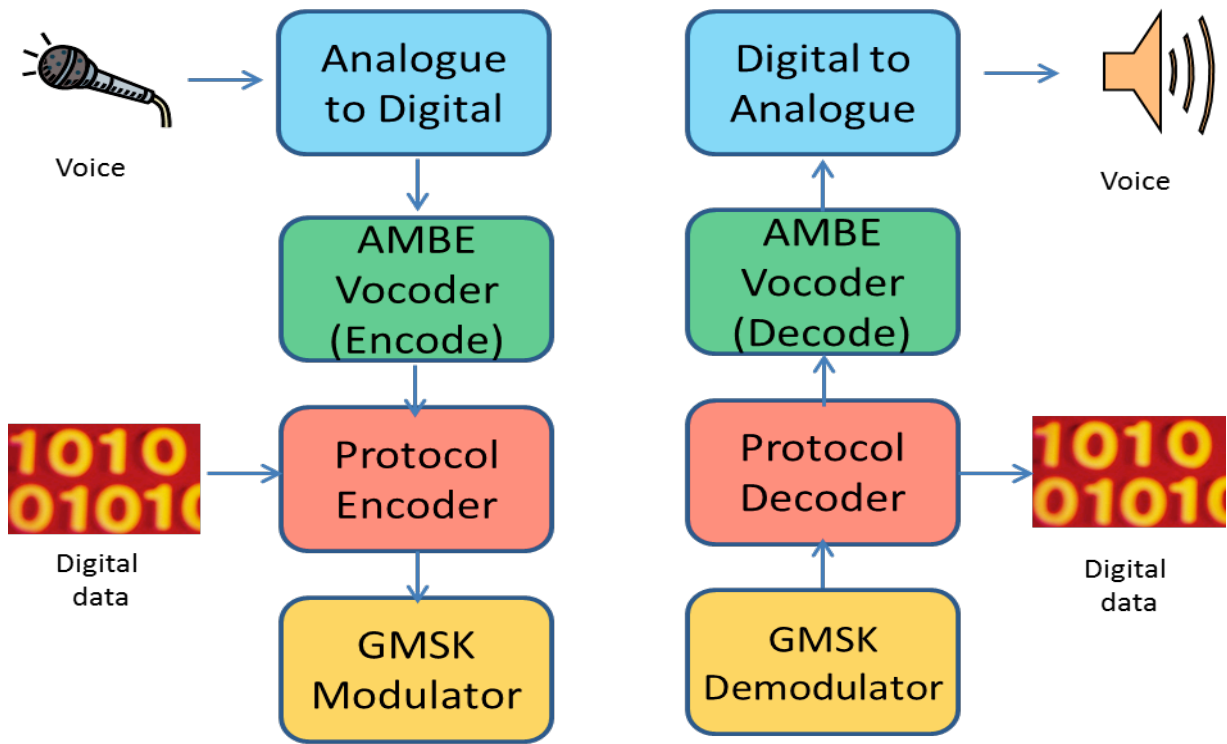 Voice
Analogue
to Digital
AMBE
Vocoder
(Encode)
1010
01010
Digital
data
Protocol
Encoder
GMSK
Modulator
Digital to
Analogue
Voice
AMBE
Vocoder
(Decode)
Protocol
Decoder
1010
01010
Digital
data
GMSK
Demodulator